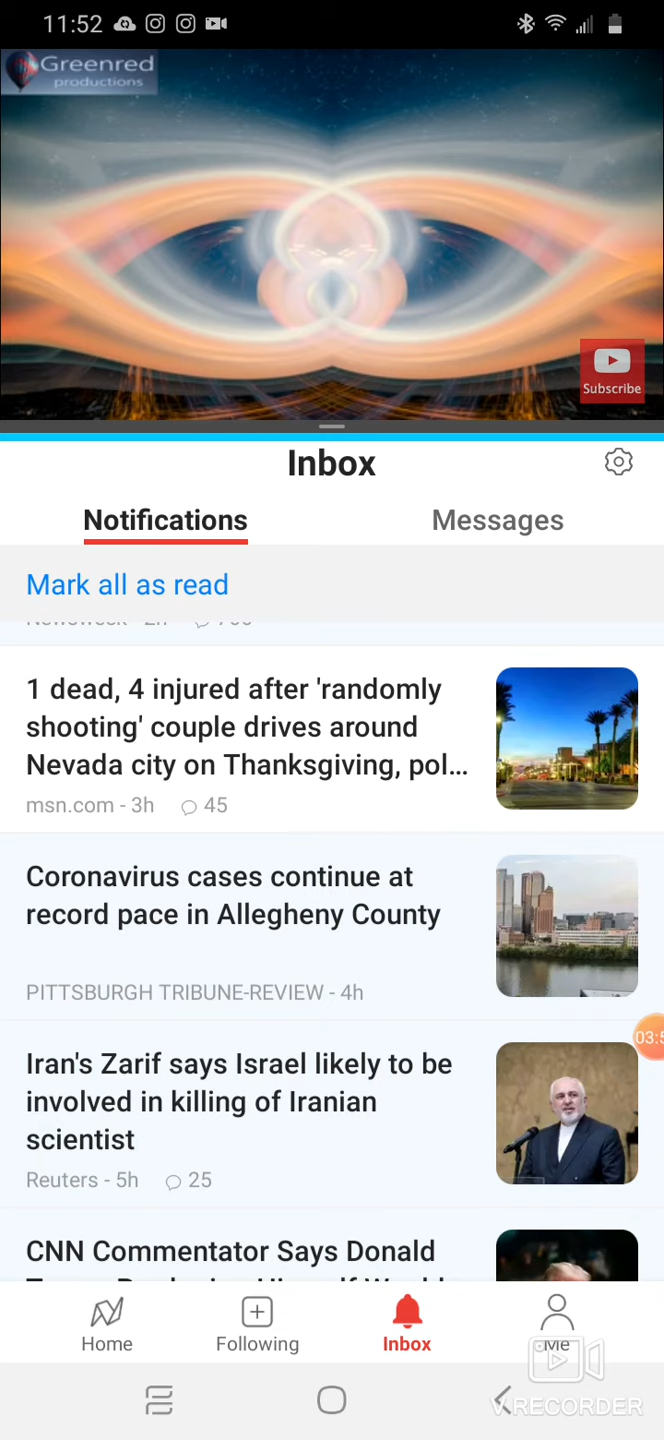 11:52
Greenred
productions
Subscribe
Inbox
Notifications
Messages
Mark all as read
1 dead, 4 injured after 'randomly
shooting' couple drives around
Nevada city on Thanksgiving, pol...
msn.com - 3h 45
Coronavirus cases continue at
record pace in Allegheny County
PITTSBURGH TRIBUNE-REVIEW - 4h
03:5
Iran's Zarif says Israel likely to be
involved in killing of Iranian
scientist
Reuters - 5h 25
CNN Commentator Says Donald
Home
Following
Inbox
Me
V.RECORDER